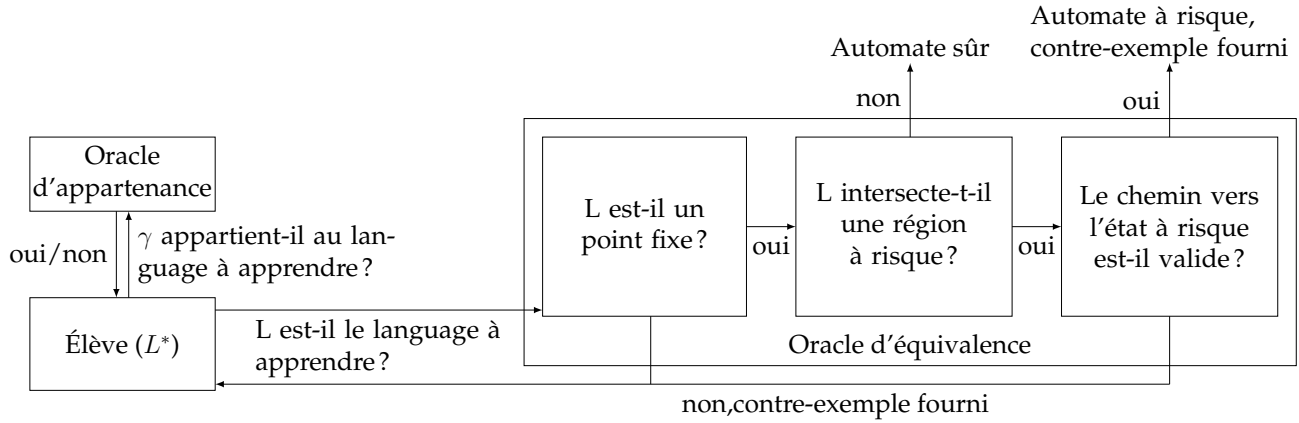 Automate à risque,
contre-exemple fourni
Automate sûr
non
oui
Oracle
d'appartenance
oui/non
γ appartient-il au lan-
guage à apprendre ?
Élève (L*)
L est-il le language à
apprendre ?
L est-il un
point fixe ?
oui
L intersecte-t-il
une région
à risque ?
oui
Le chemin vers
l'état à risque
est-il valide ?
Oracle d'équivalence
non,contre-exemple fourni